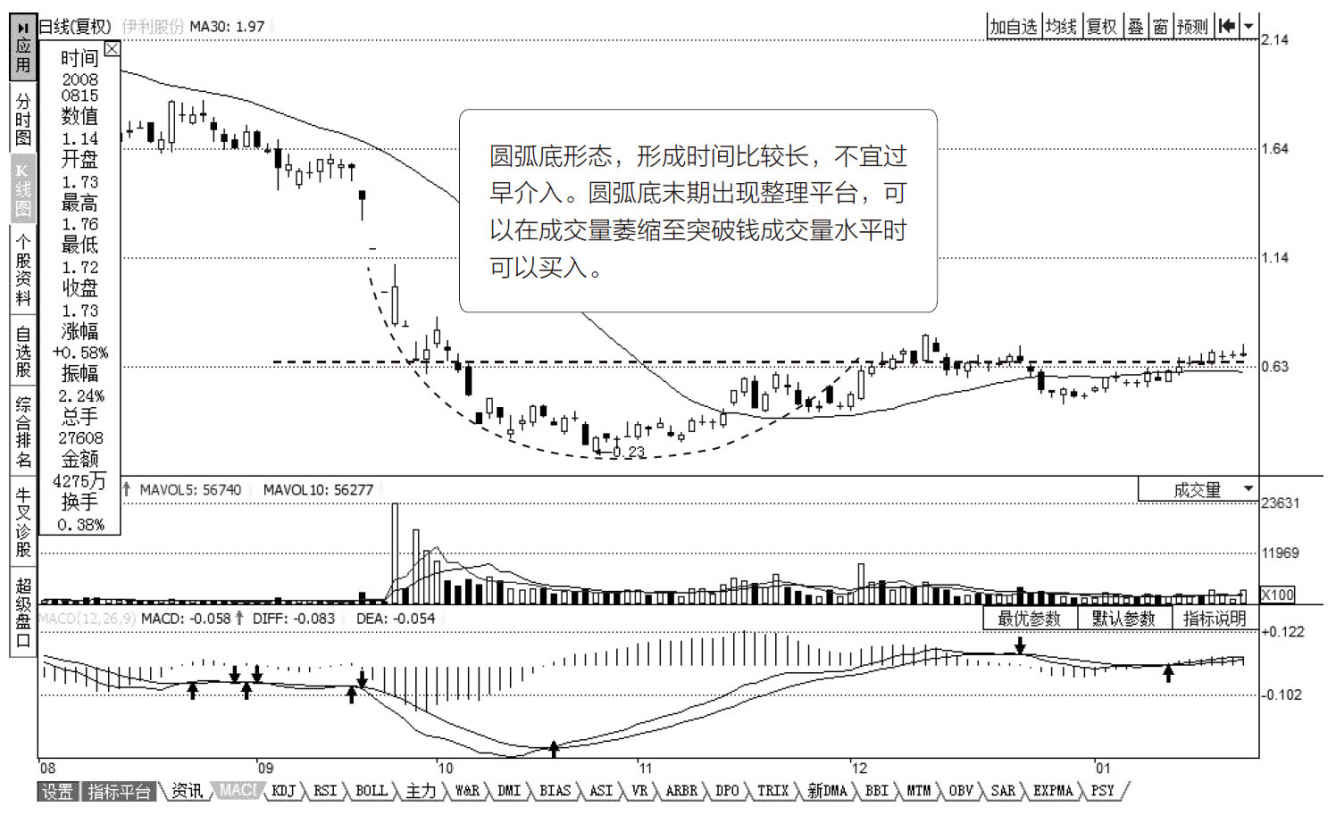 日线(复权) 伊利股份 MA30: 1.97
加自选 均线 复权 叠 窗 预测
应用
分时图
K线图
个股资料
自选股
综合排名
牛叉诊股
超级盘口
时间
2008
0815
数值
1.14
开盘
1.73
最高
1.76
最低
1.72
收盘
1.73
涨幅
+0.58%
振幅
2.24%
总手
27608
金额
4275万
换手
0.38%
圆弧底形态，形成时间比较长，不宜过
早介入。圆弧底末期出现整理平台，可
以在成交量萎缩至突破钱成交量水平时
可以买入。
2.14
1.64
1.14
0.63
0.23
MAVOL5: 56740 MAVOL10: 56277
成交量
23631
11969
X100
MACD(12,26,9) MACD: -0.058 DIFF: -0.083 DEA: -0.054
最优参数 默认参数 指标说明
+0.122
-0.102
08 '09 '10 '11 '12 '01
设置 指标平台 资讯 MACI KDJ RSI BOLL 主力 W&R DMI BIAS ASI VR ARBR DPO TRIX 新DMA BBI MTM OBV SAR EXPMA PSY